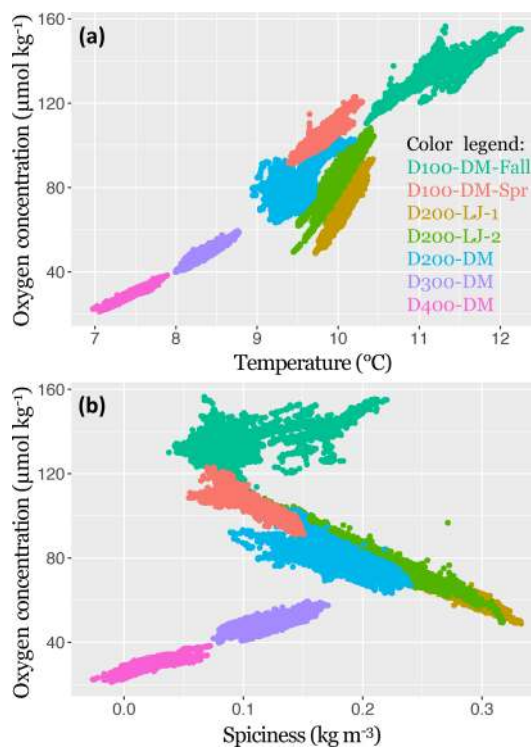 (a)
Oxygen concentration (µmol kg⁻¹)
160
120
80
40
Color legend:
D100-DM-Fall
D100-DM-Spr
D200-LJ-1
D200-LJ-2
D200-DM
D300-DM
D400-DM
7 8 9 10 11 12
Temperature (°C)
(b)
Oxygen concentration (µmol kg⁻¹)
160
120
80
40
0.0 0.1 0.2 0.3
Spiciness (kg m⁻³)